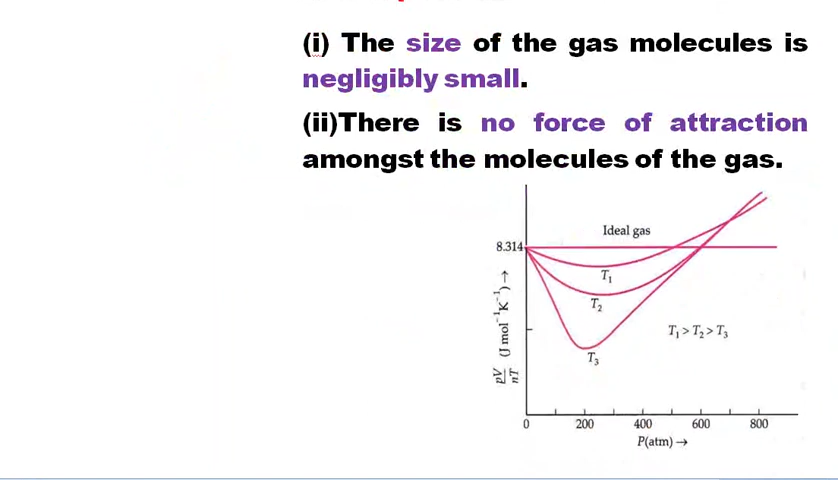 (i) The size of the gas molecules is
negligibly small.
(ii)There is no force of attraction
amongst the molecules of the gas.
Ideal gas
8.314
T₁
T₂
T₁ > T₂ > T₃
T₃
pV/nT (J mol⁻¹K⁻¹) →
0 200 400 600 800
P(atm) →